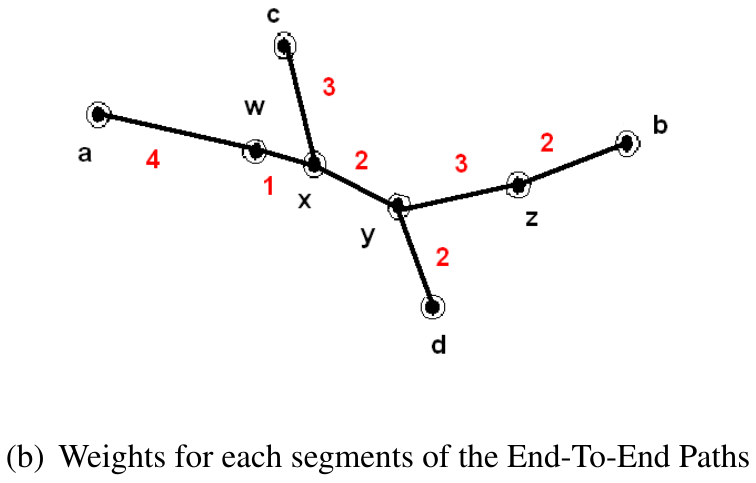 c
3
w
b
a
4
2
3
2
1
x
z
y
2
d
(b) Weights for each segments of the End-To-End Paths